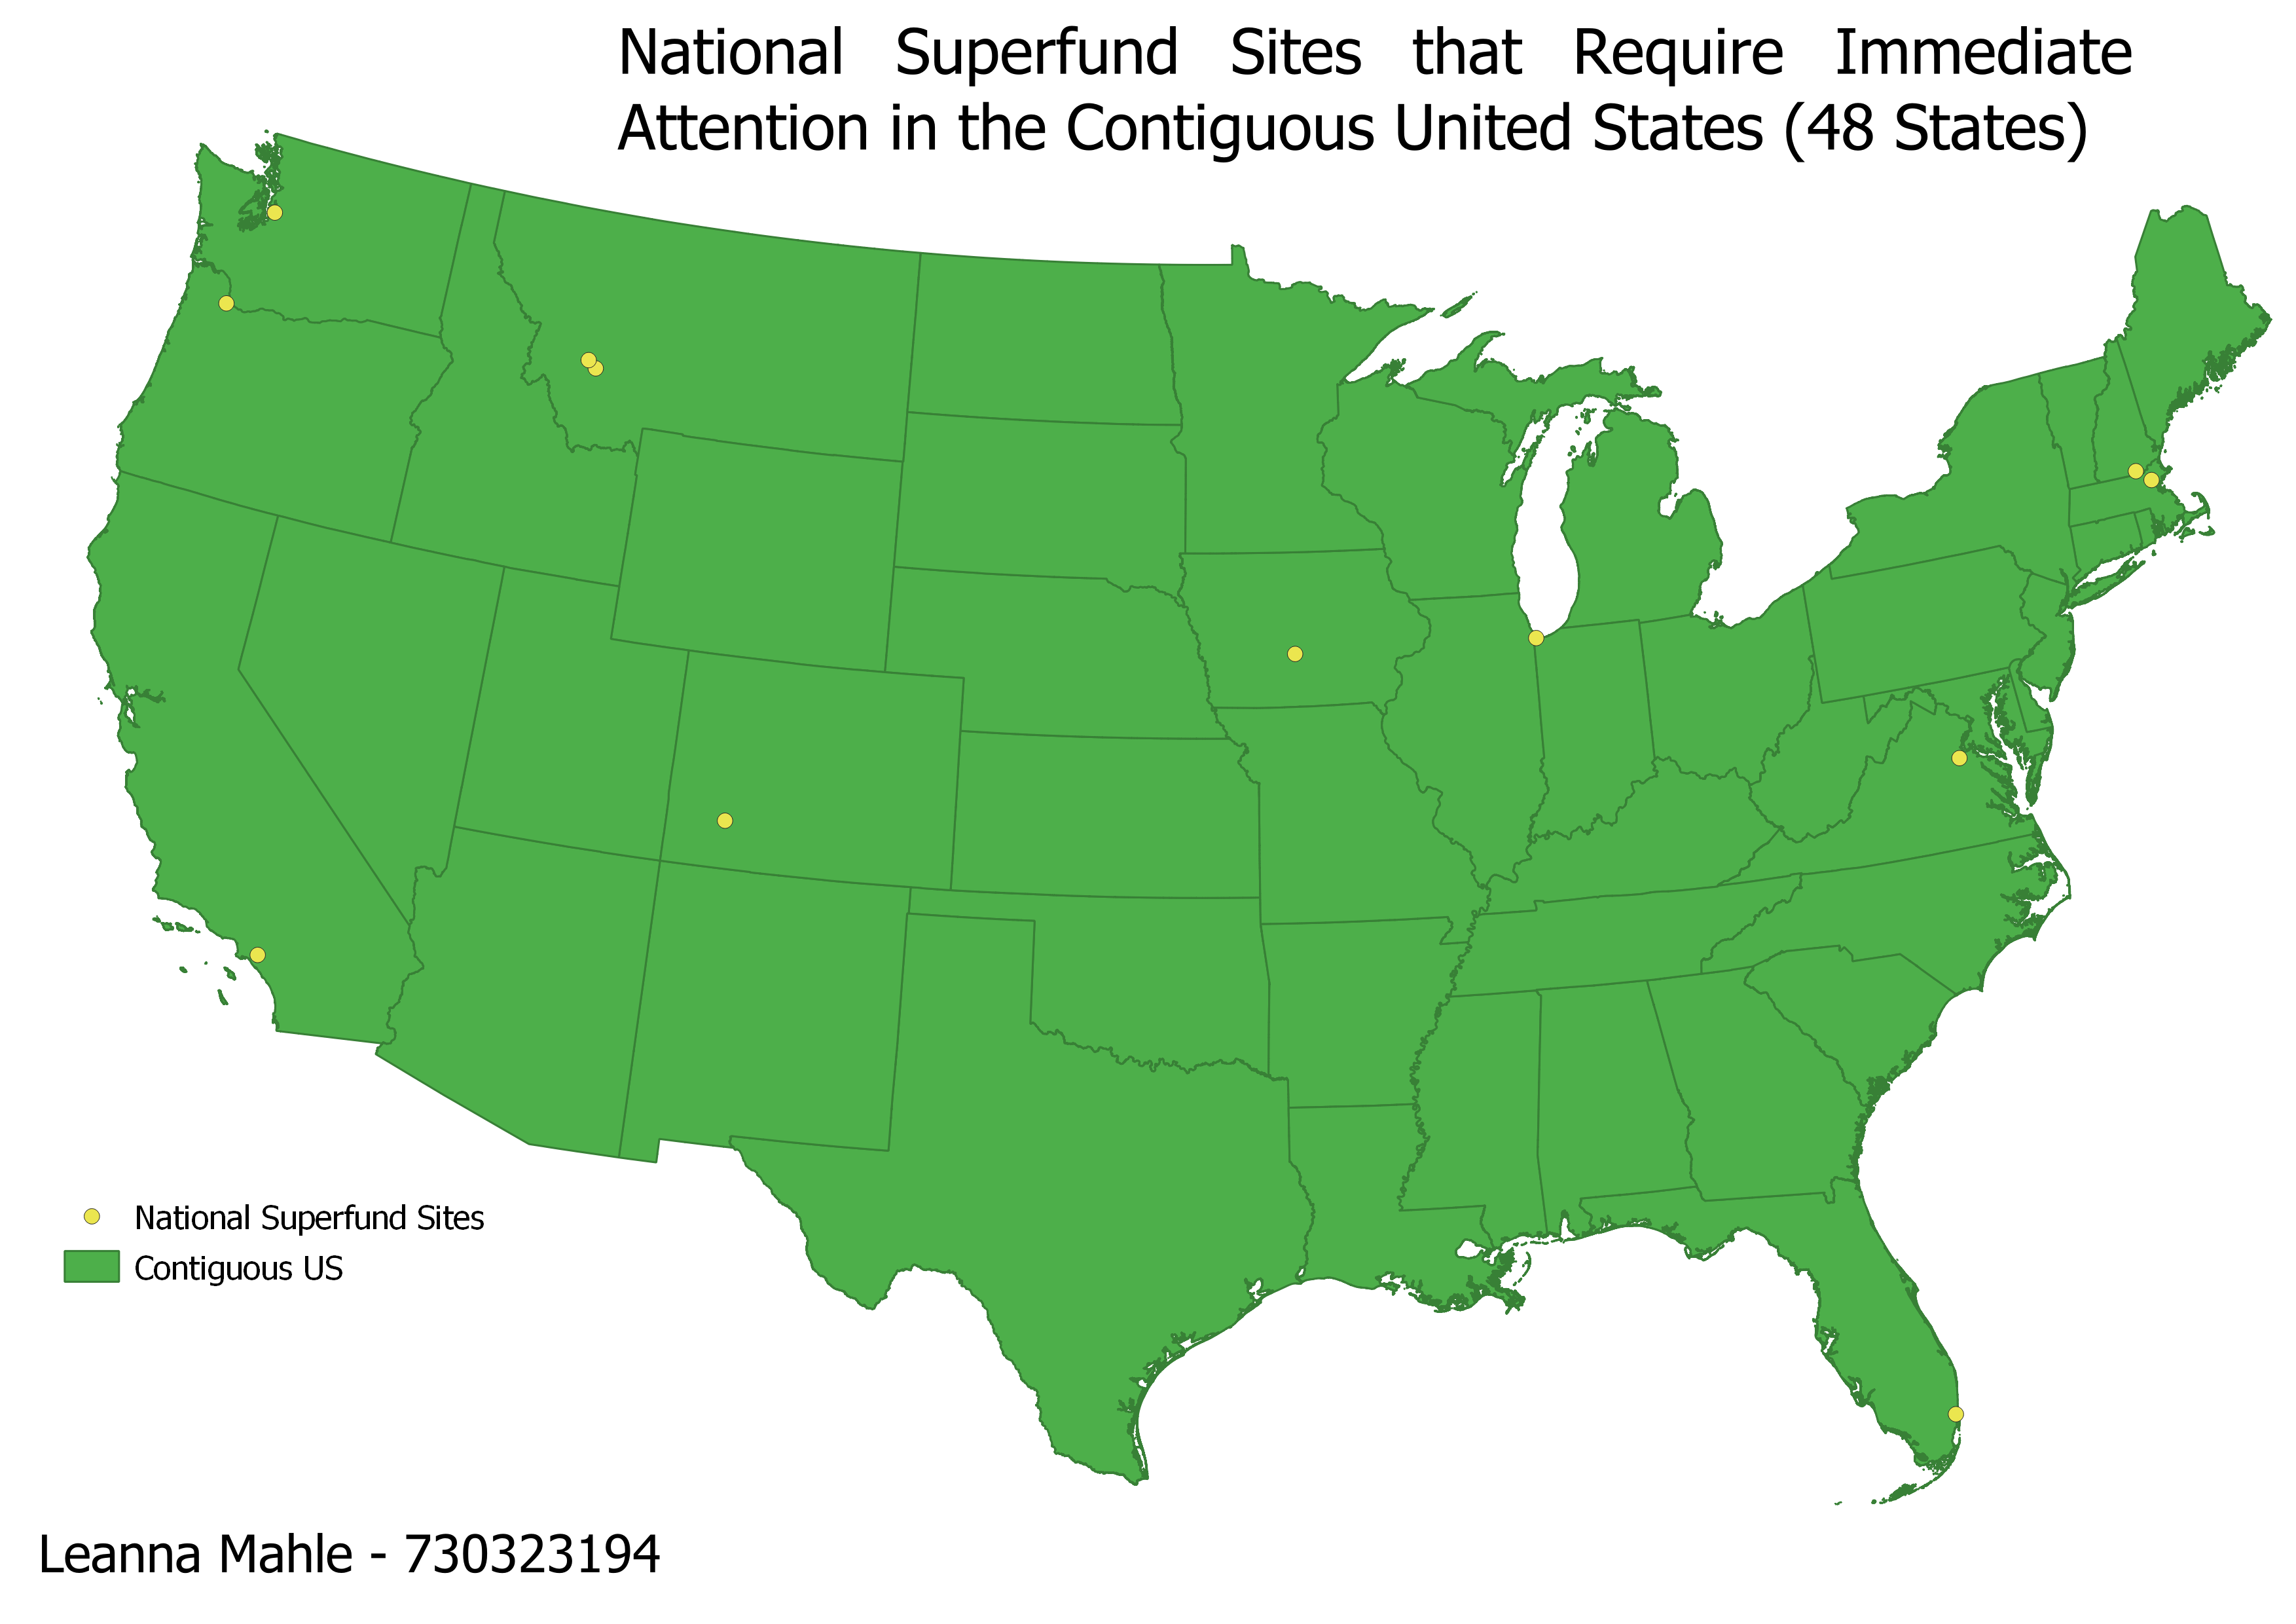 National Superfund Sites that Require Immediate
Attention in the Contiguous United States (48 States)
National Superfund Sites
Contiguous US
Leanna Mahle - 730323194